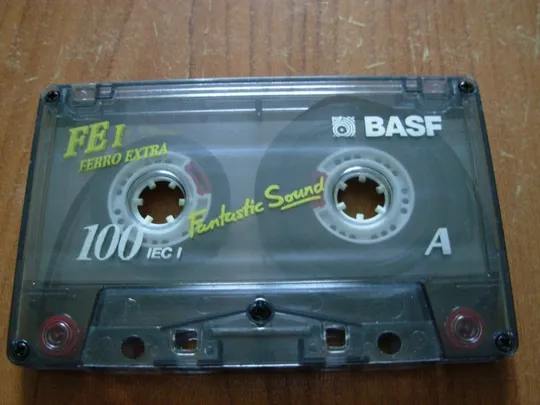 FE I
FERRO EXTRA
BASF
Fantastic Sound
100 IEC I
A